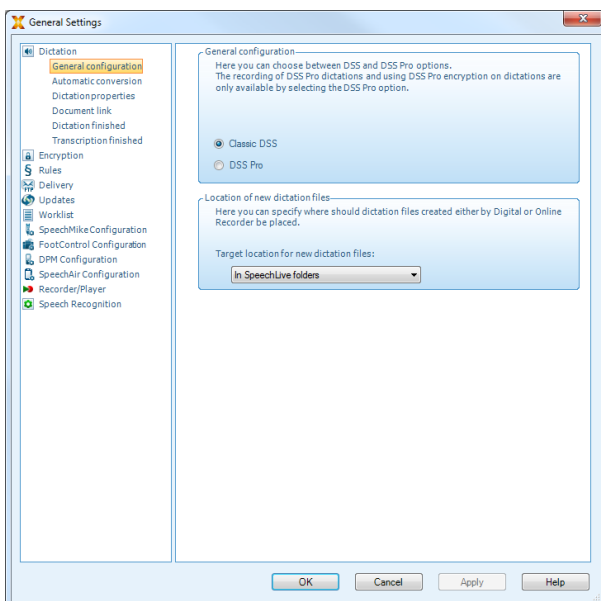 General Settings
Dictation
General configuration
Automatic conversion
Dictation properties
Document link
Dictation finished
Transcription finished
Encryption
Rules
Delivery
Updates
Worklist
SpeechMike Configuration
FootControl Configuration
DPM Configuration
SpeechAir Configuration
Recorder/Player
Speech Recognition
General configuration
Here you can choose between DSS and DSS Pro options.
The recording of DSS Pro dictations and using DSS Pro encryption on dictations are
only available by selecting the DSS Pro option.
Classic DSS
DSS Pro
Location of new dictation files
Here you can specify where should dictation files created either by Digital or Online
Recorder be placed.
Target location for new dictation files:
In SpeechLive folders
OK Cancel Apply Help